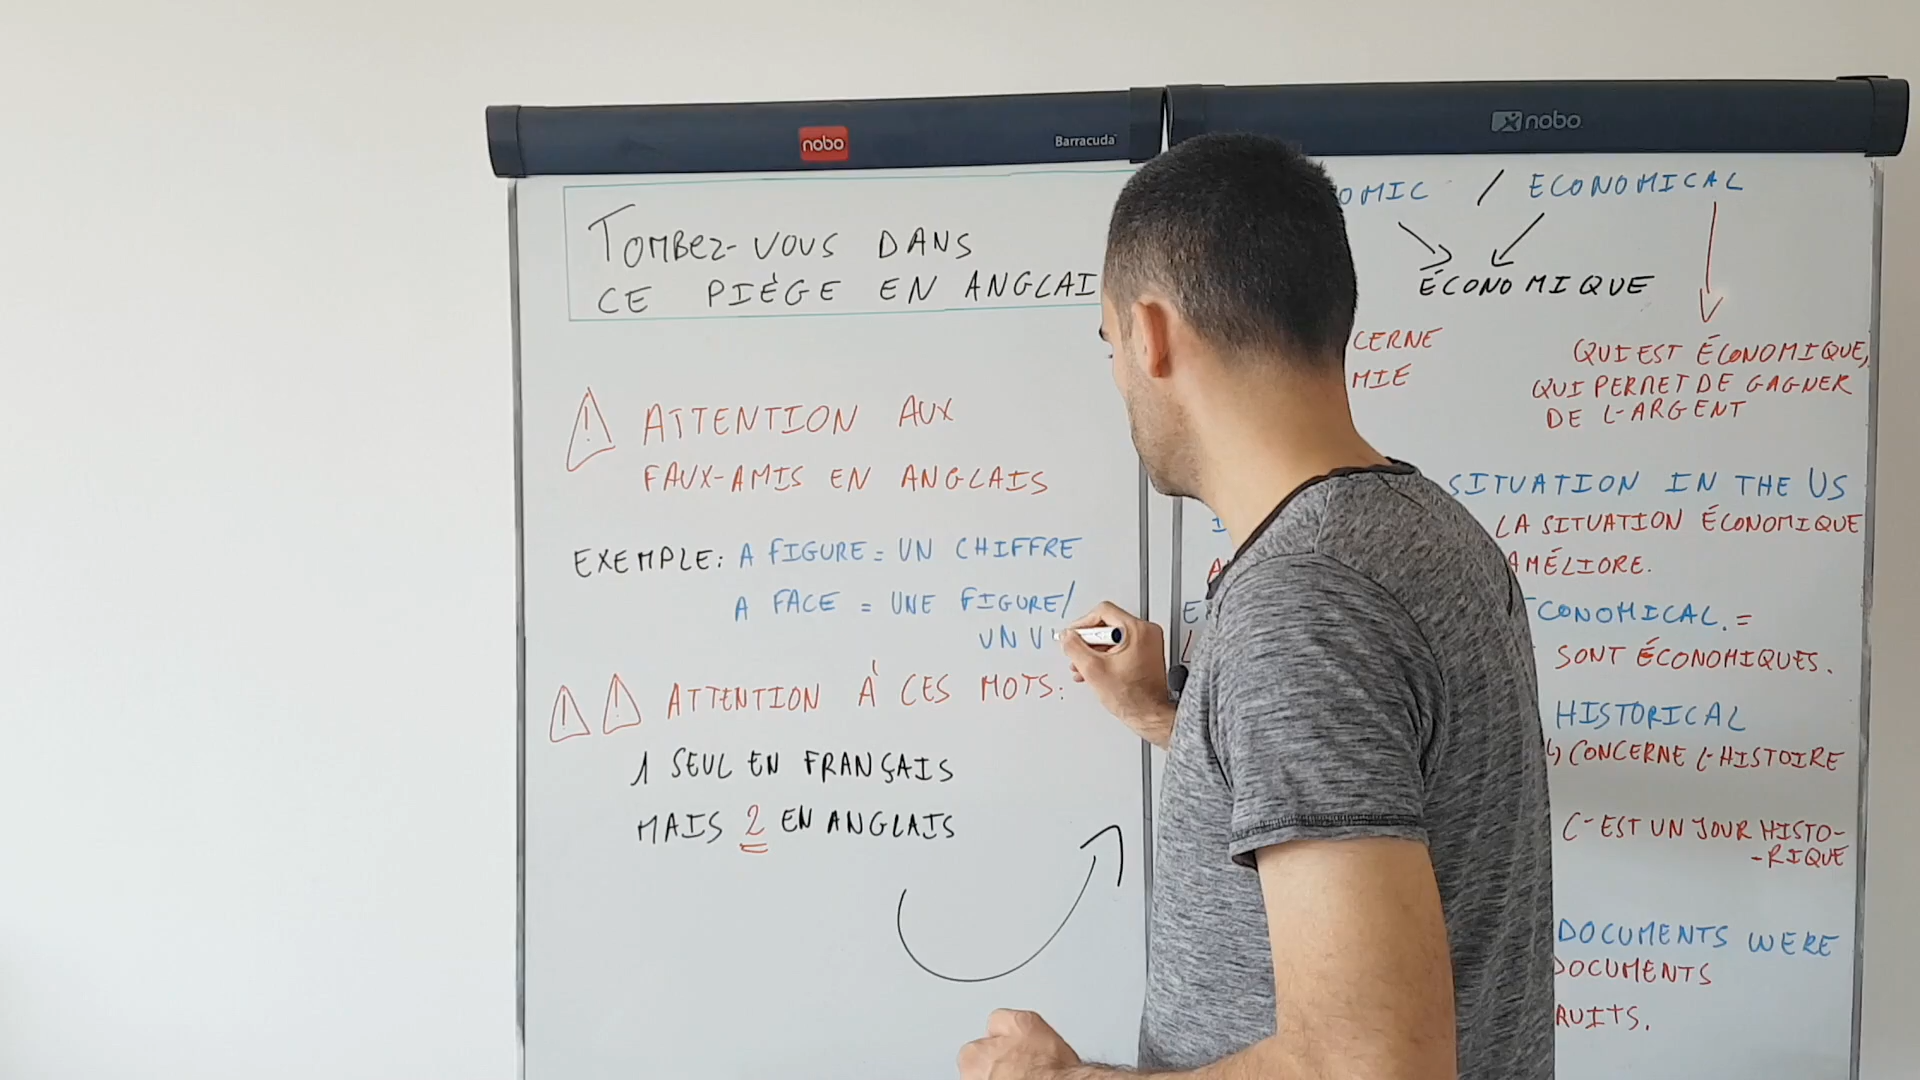 nobo
Barracuda
TOMBEZ-VOUS DANS
CE PIÈGE EN ANGLAI
⚠ ATTENTION AUX
FAUX-AMIS EN ANGLAIS
EXEMPLE: A FIGURE = UN CHIFFRE
A FACE = UNE FIGURE/
UN V
⚠ ⚠ ATTENTION À CES MOTS:
1 SEUL EN FRANÇAIS
MAIS 2 EN ANGLAIS
nobo
OMIC / ECONOMICAL
ÉCONOMIQUE
CERNE
MIE
QUI EST ÉCONOMIQUE,
QUI PERMET DE GAGNER
DE L'ARGENT
SITUATION IN THE US
LA SITUATION ÉCONOMIQUE
AMÉLIORE.
ECONOMICAL. =
SONT ÉCONOMIQUES.
HISTORICAL
↳ CONCERNE L'HISTOIRE
C'EST UN JOUR HISTO-
-RIQUE
DOCUMENTS WERE
DOCUMENTS
RUITS.